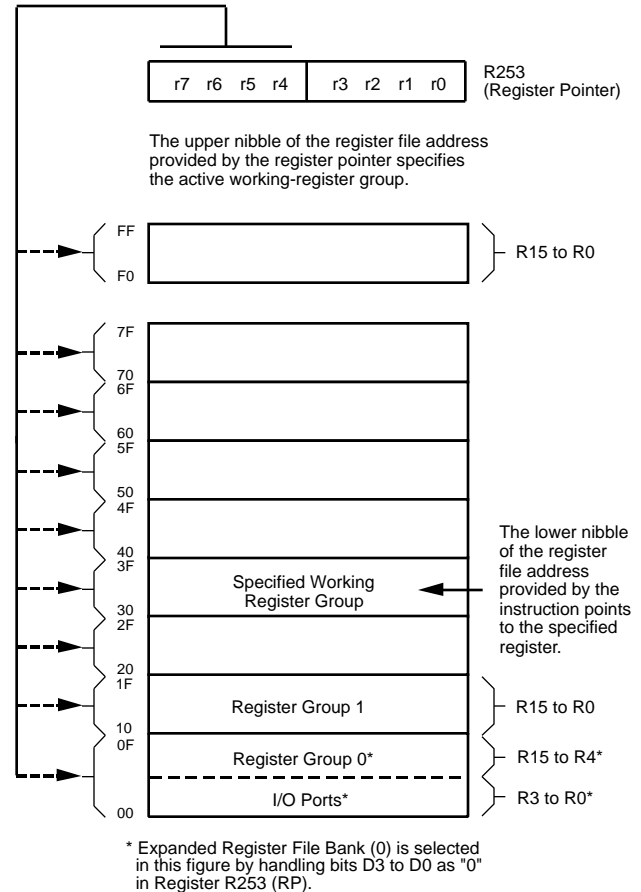 r7 r6 r5 r4 r3 r2 r1 r0
R253
(Register Pointer)
The upper nibble of the register file address
provided by the register pointer specifies
the active working-register group.
FF
F0
R15 to R0
7F
70
6F
60
5F
50
4F
40
3F
Specified Working
Register Group
The lower nibble
of the register
file address
provided by the
instruction points
to the specified
register.
30
2F
20
1F
Register Group 1
R15 to R0
10
0F
Register Group 0*
R15 to R4*
I/O Ports*
R3 to R0*
00
* Expanded Register File Bank (0) is selected
in this figure by handling bits D3 to D0 as "0"
in Register R253 (RP).